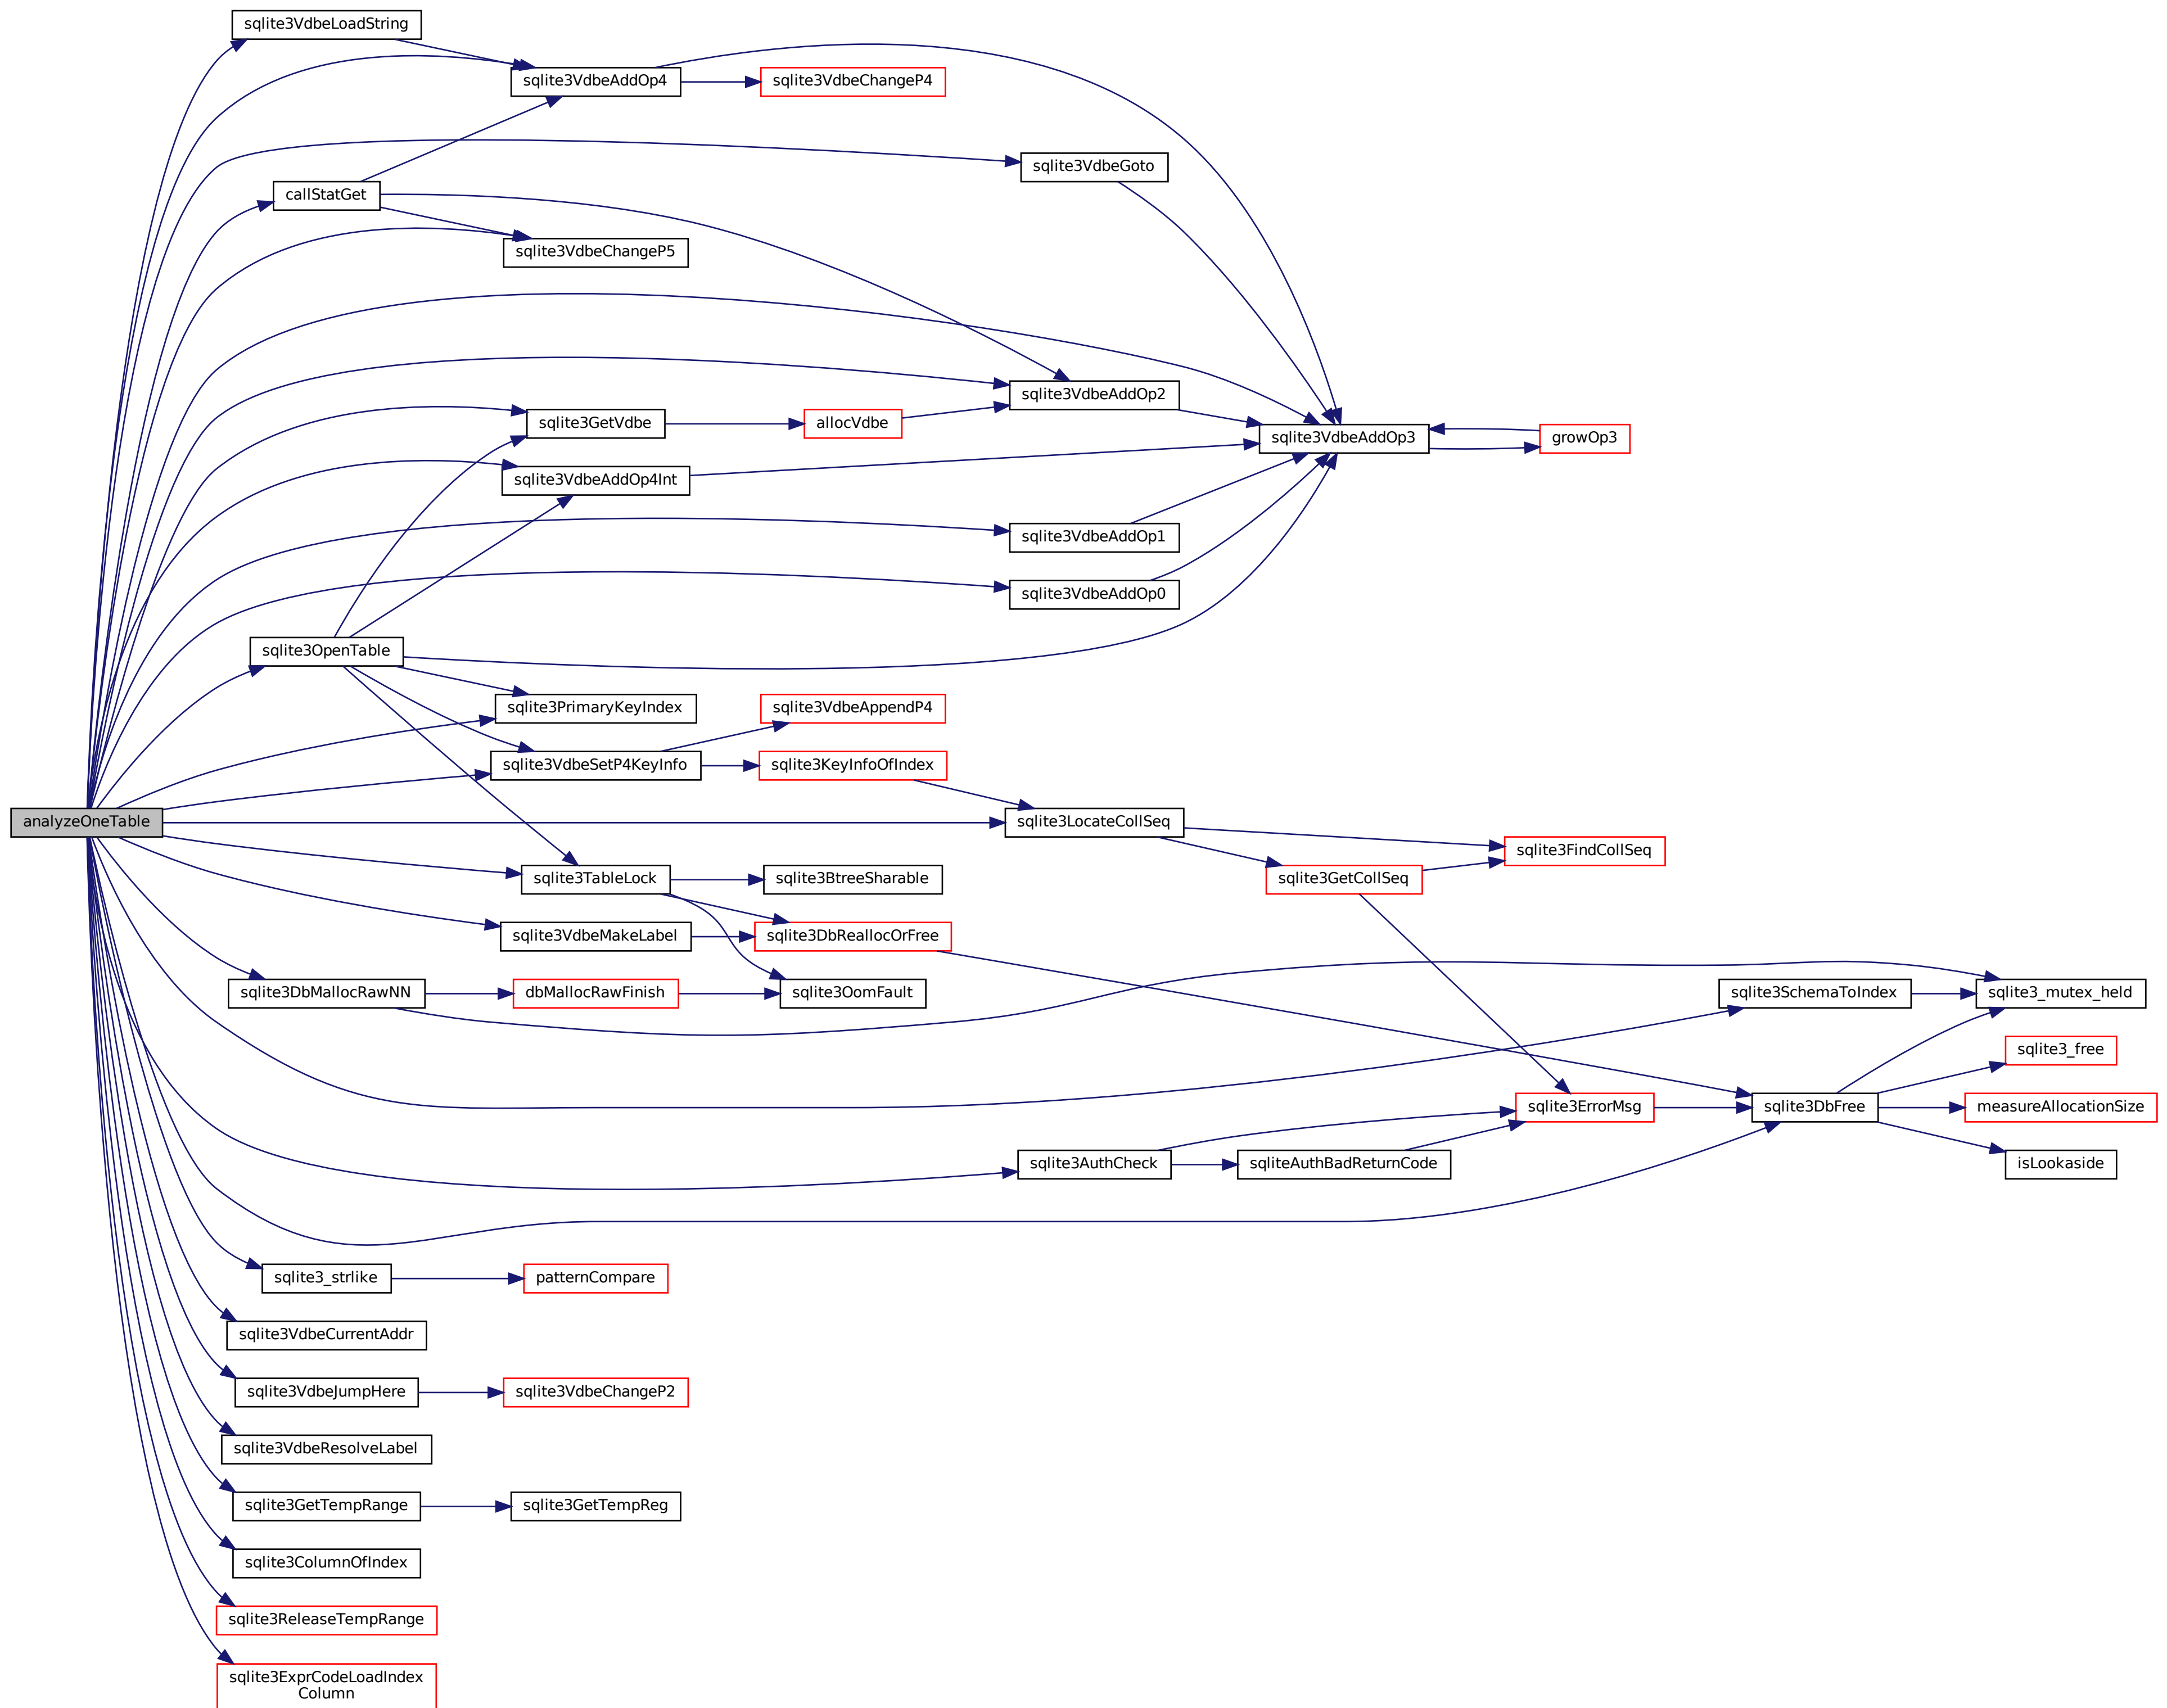 sqlite3VdbeLoadString
sqlite3VdbeAddOp4
sqlite3VdbeChangeP4
sqlite3VdbeGoto
callStatGet
sqlite3VdbeChangeP5
sqlite3VdbeAddOp2
sqlite3GetVdbe
allocVdbe
sqlite3VdbeAddOp3
growOp3
sqlite3VdbeAddOp4Int
sqlite3VdbeAddOp1
sqlite3VdbeAddOp0
sqlite3OpenTable
sqlite3PrimaryKeyIndex
sqlite3VdbeAppendP4
sqlite3VdbeSetP4KeyInfo
sqlite3KeyInfoOfIndex
analyzeOneTable
sqlite3LocateCollSeq
sqlite3FindCollSeq
sqlite3TableLock
sqlite3BtreeSharable
sqlite3GetCollSeq
sqlite3VdbeMakeLabel
sqlite3DbReallocOrFree
sqlite3DbMallocRawNN
dbMallocRawFinish
sqlite3OomFault
sqlite3SchemaToIndex
sqlite3_mutex_held
sqlite3_free
sqlite3ErrorMsg
sqlite3DbFree
measureAllocationSize
sqlite3AuthCheck
sqliteAuthBadReturnCode
isLookaside
sqlite3_strlike
patternCompare
sqlite3VdbeCurrentAddr
sqlite3VdbeJumpHere
sqlite3VdbeChangeP2
sqlite3VdbeResolveLabel
sqlite3GetTempRange
sqlite3GetTempReg
sqlite3ColumnOfIndex
sqlite3ReleaseTempRange
sqlite3ExprCodeLoadIndex
Column